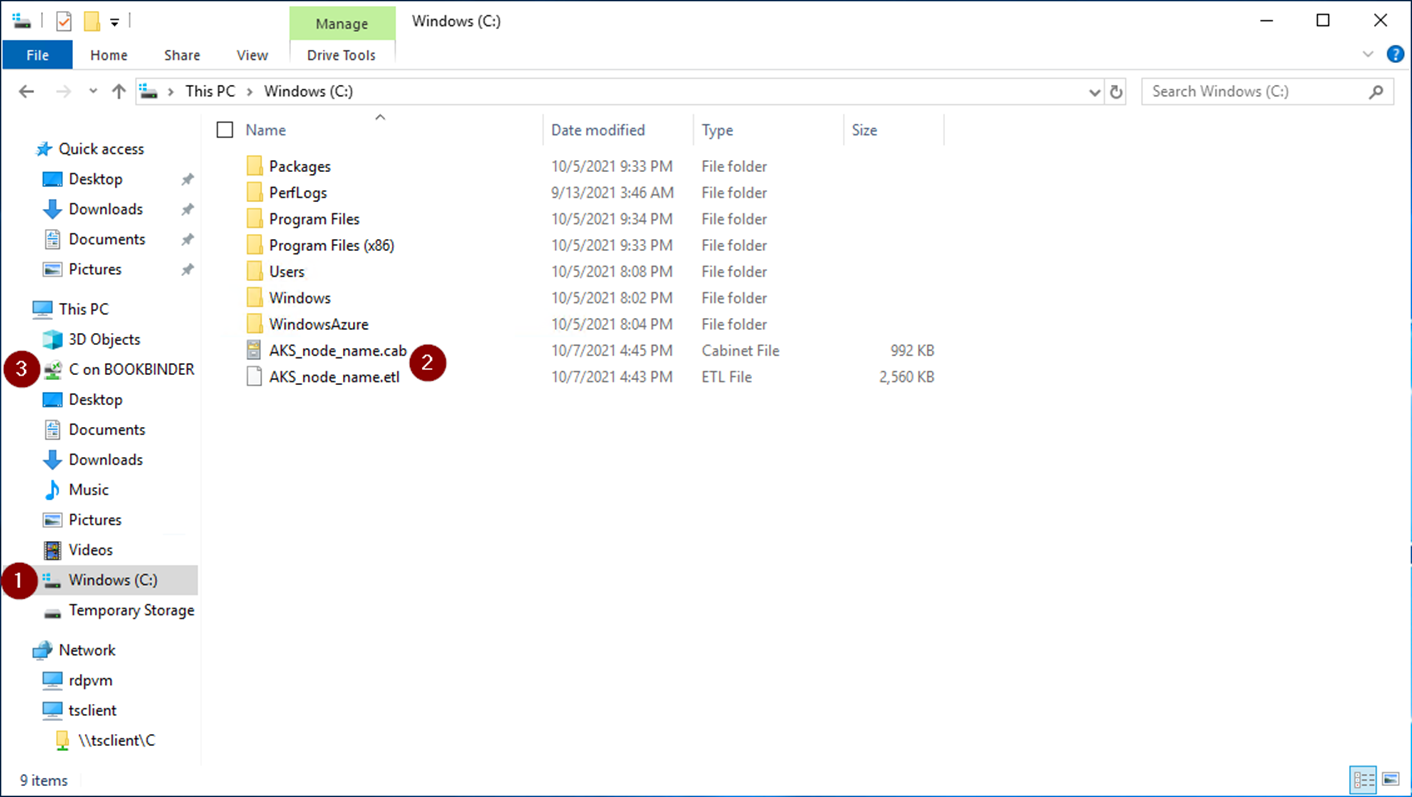 Manage Windows (C:)
File Home Share View Drive Tools
This PC Windows (C:) Search Windows (C:)
Name Date modified Type Size
Quick access
Desktop
Downloads
Documents
Pictures
This PC
3D Objects
3 C on BOOKBINDER
Desktop
Documents
Downloads
Music
Pictures
Videos
1 Windows (C:)
Temporary Storage
Network
rdpvm
tsclient
\\tsclient\C
Packages 10/5/2021 9:33 PM File folder
PerfLogs 9/13/2021 3:46 AM File folder
Program Files 10/5/2021 9:34 PM File folder
Program Files (x86) 10/5/2021 9:33 PM File folder
Users 10/5/2021 8:08 PM File folder
Windows 10/5/2021 8:02 PM File folder
WindowsAzure 10/5/2021 8:04 PM File folder
AKS_node_name.cab 10/7/2021 4:45 PM Cabinet File 992 KB
2
AKS_node_name.etl 10/7/2021 4:43 PM ETL File 2,560 KB
9 items